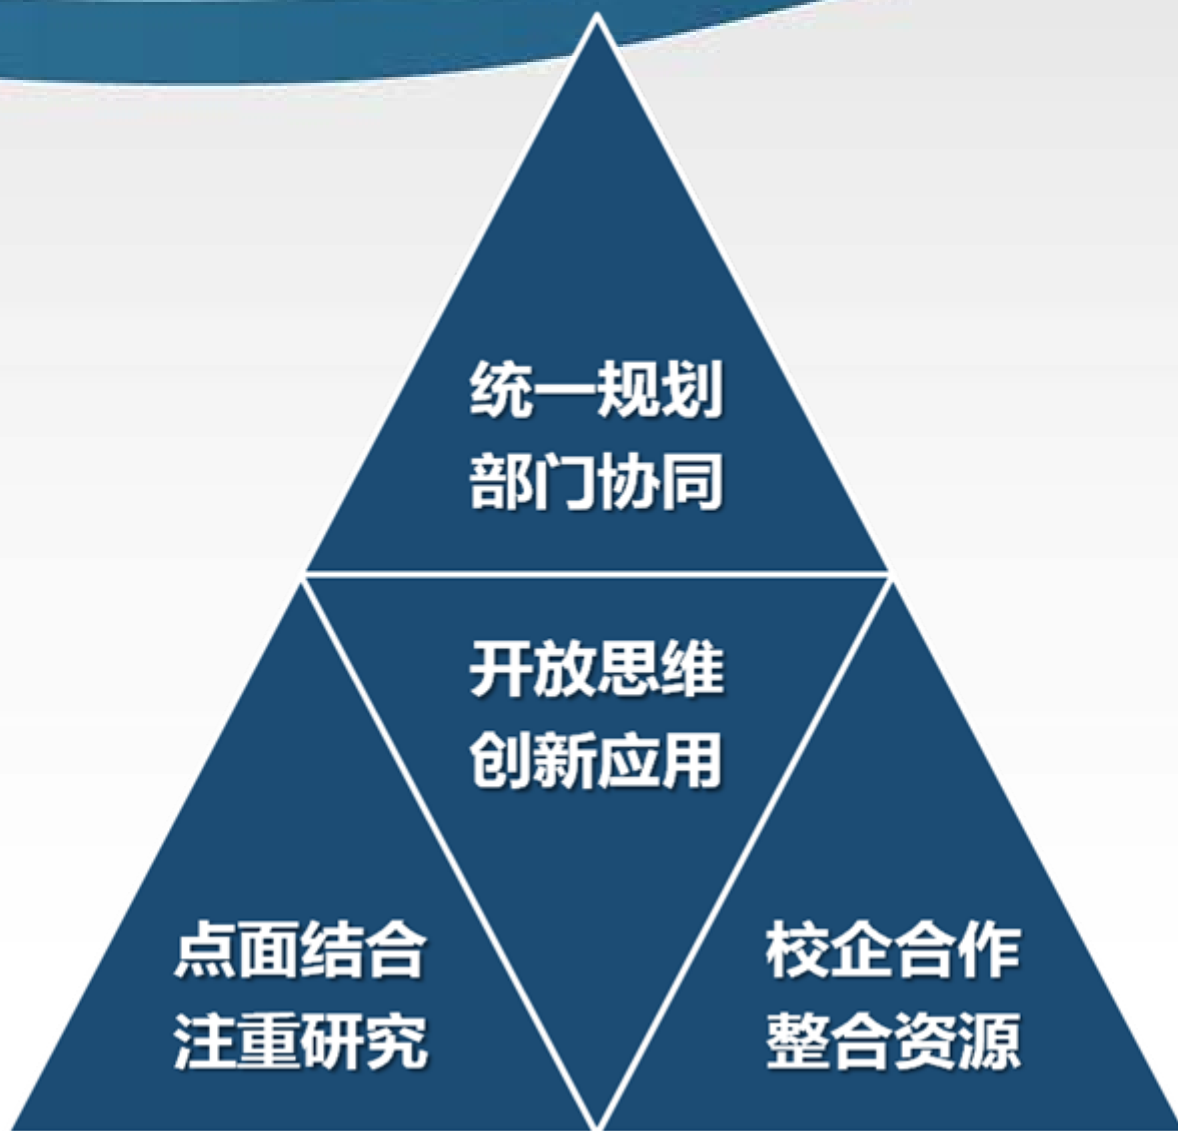 统一规划
部门协同
开放思维
创新应用
点面结合
注重研究
校企合作
整合资源